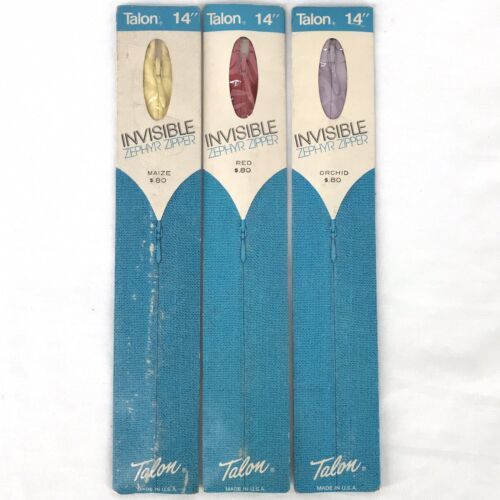 Talon® 14"
INVISIBLE
ZEPHYR ZIPPER
MAIZE
$.80
Talon®
MADE IN U.S.A.
Talon® 14"
INVISIBLE
ZEPHYR ZIPPER
RED
$.80
Talon®
MADE IN U.S.A.
Talon® 14"
INVISIBLE
ZEPHYR ZIPPER
ORCHID
$.80
Talon®
MADE IN U.S.A.